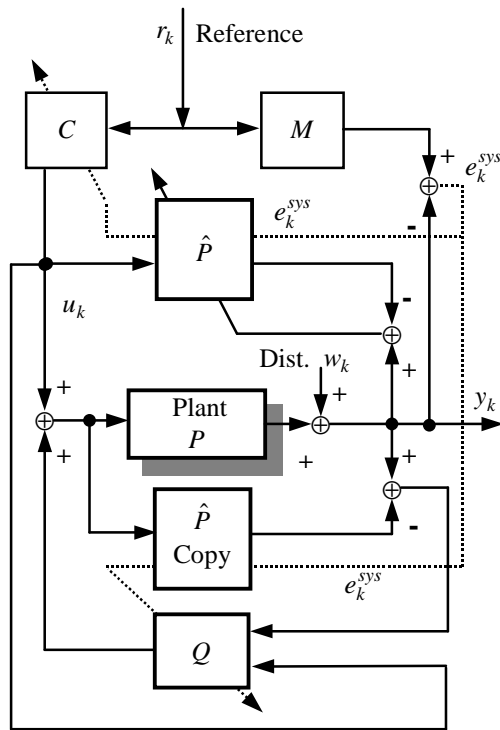 r_k Reference
C
M
+
e_k^{sys}
-
e_k^{sys}
P̂
-
u_k
Dist. w_k
+
+
+
Plant
P
+
y_k
+
+
+
P̂
Copy
-
e_k^{sys}
Q